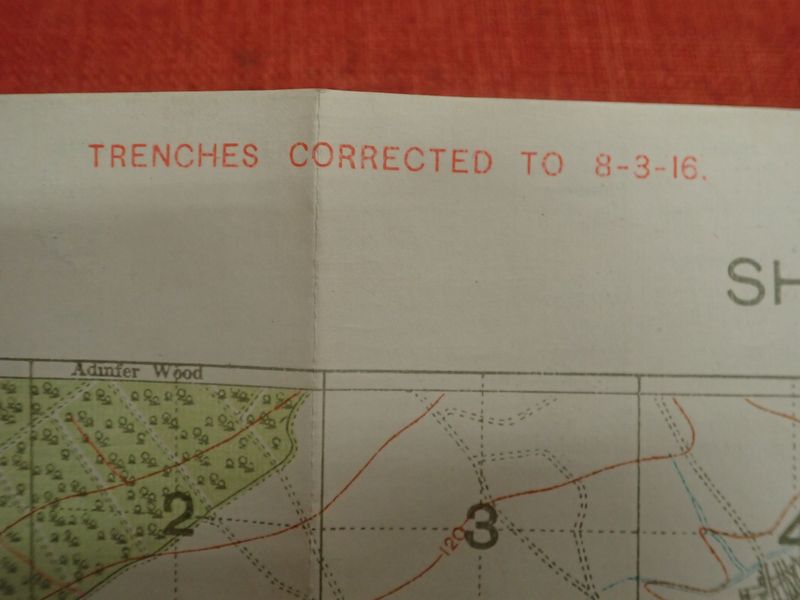 TRENCHES CORRECTED TO 8-3-16.
SH
Adinfer Wood
2
3
120